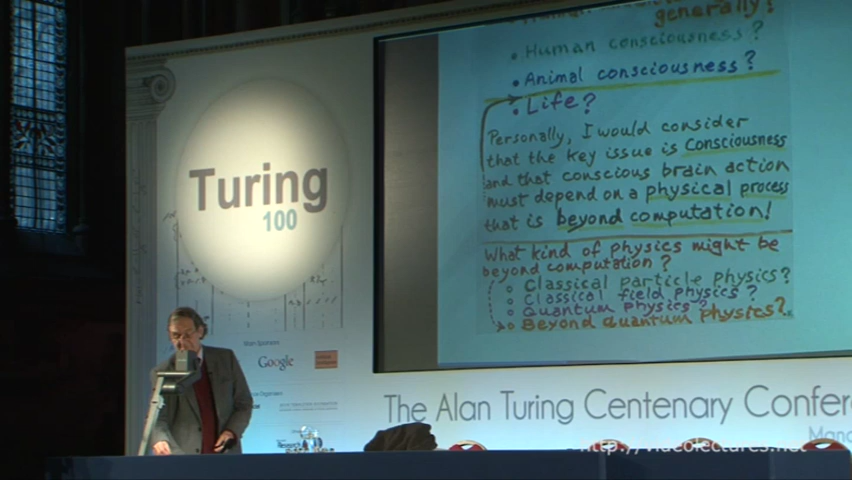 generally!
• Human consciousness?
• Animal consciousness?
• Life?
Personally, I would consider
that the key issue is Consciousness
and that conscious brain action
must depend on a physical process
that is beyond computation!
What kind of physics might be
beyond computation?
Classical particle physics?
Classical field physics?
Quantum physics?
Beyond quantum physics?
Turing
100
Main Sponsors
Google
The Alan Turing Centenary Confer
Manc
http://videolectures.net